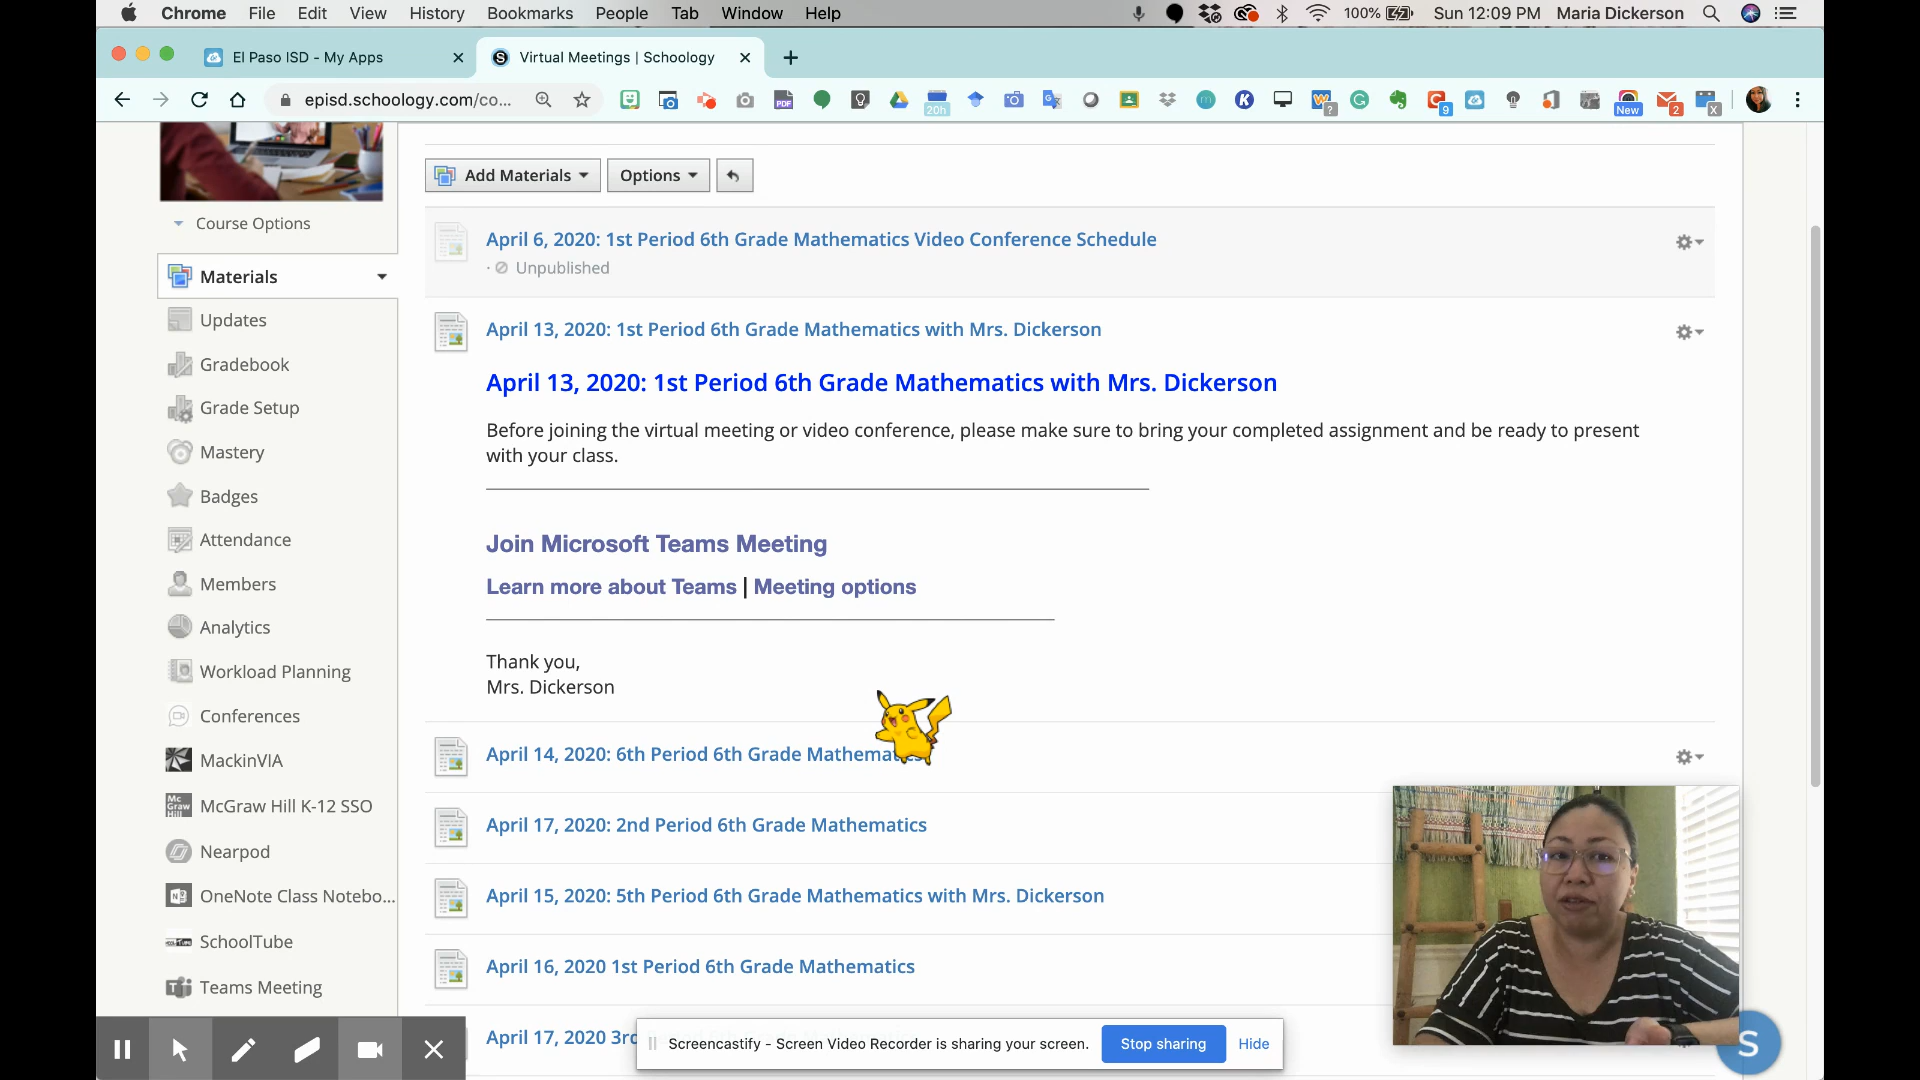 Chrome File Edit View History Bookmarks People Tab Window Help 100% Sun 12:09 PM Maria Dickerson
El Paso ISD - My Apps Virtual Meetings | Schoology
episd.schoology.com/co... PDF 20h ? 9 New 2 X
Add Materials Options
Course Options
April 6, 2020: 1st Period 6th Grade Mathematics Video Conference Schedule
· Unpublished
Materials
Updates
Gradebook
Grade Setup
Mastery
Badges
Attendance
Members
Analytics
Workload Planning
Conferences
MackinVIA
McGraw Hill K-12 SSO
Nearpod
OneNote Class Notebo...
SchoolTube
Teams Meeting
April 13, 2020: 1st Period 6th Grade Mathematics with Mrs. Dickerson
April 13, 2020: 1st Period 6th Grade Mathematics with Mrs. Dickerson
Before joining the virtual meeting or video conference, please make sure to bring your completed assignment and be ready to present
with your class.
Join Microsoft Teams Meeting
Learn more about Teams | Meeting options
Thank you,
Mrs. Dickerson
April 14, 2020: 6th Period 6th Grade Mathematics
April 17, 2020: 2nd Period 6th Grade Mathematics
April 15, 2020: 5th Period 6th Grade Mathematics with Mrs. Dickerson
April 16, 2020 1st Period 6th Grade Mathematics
April 17, 2020 3rd
Screencastify - Screen Video Recorder is sharing your screen. Stop sharing Hide
S